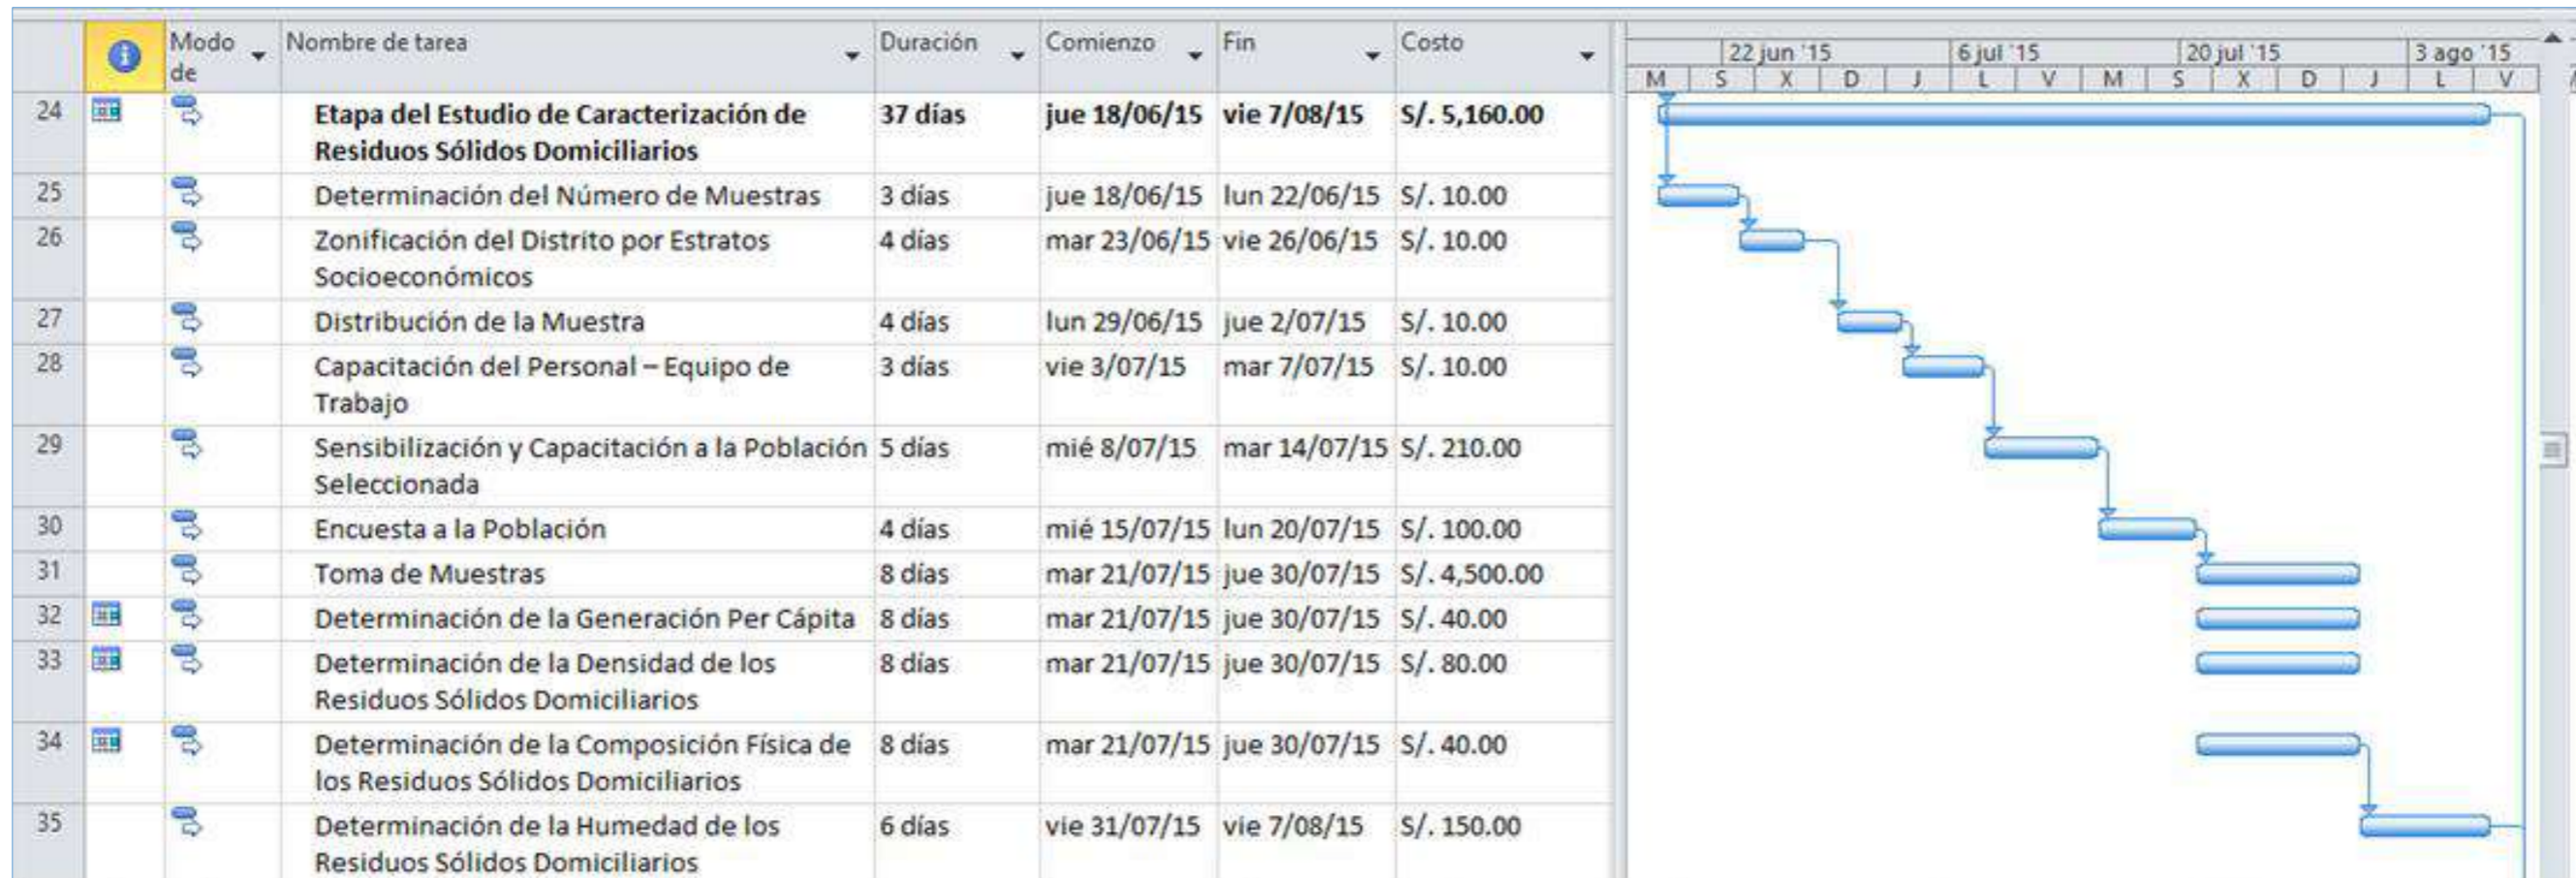 Modo de Nombre de tarea Duración Comienzo Fin Costo
22 jun '15 6 jul '15 20 jul '15 3 ago '15
M S X D J L V M S X D J L V
24 Etapa del Estudio de Caracterización de 37 días jue 18/06/15 vie 7/08/15 S/. 5,160.00
Residuos Sólidos Domiciliarios
25 Determinación del Número de Muestras 3 días jue 18/06/15 lun 22/06/15 S/. 10.00
26 Zonificación del Distrito por Estratos 4 días mar 23/06/15 vie 26/06/15 S/. 10.00
Socioeconómicos
27 Distribución de la Muestra 4 días lun 29/06/15 jue 2/07/15 S/. 10.00
28 Capacitación del Personal – Equipo de 3 días vie 3/07/15 mar 7/07/15 S/. 10.00
Trabajo
29 Sensibilización y Capacitación a la Población 5 días mié 8/07/15 mar 14/07/15 S/. 210.00
Seleccionada
30 Encuesta a la Población 4 días mié 15/07/15 lun 20/07/15 S/. 100.00
31 Toma de Muestras 8 días mar 21/07/15 jue 30/07/15 S/. 4,500.00
32 Determinación de la Generación Per Cápita 8 días mar 21/07/15 jue 30/07/15 S/. 40.00
33 Determinación de la Densidad de los 8 días mar 21/07/15 jue 30/07/15 S/. 80.00
Residuos Sólidos Domiciliarios
34 Determinación de la Composición Física de 8 días mar 21/07/15 jue 30/07/15 S/. 40.00
los Residuos Sólidos Domiciliarios
35 Determinación de la Humedad de los 6 días vie 31/07/15 vie 7/08/15 S/. 150.00
Residuos Sólidos Domiciliarios